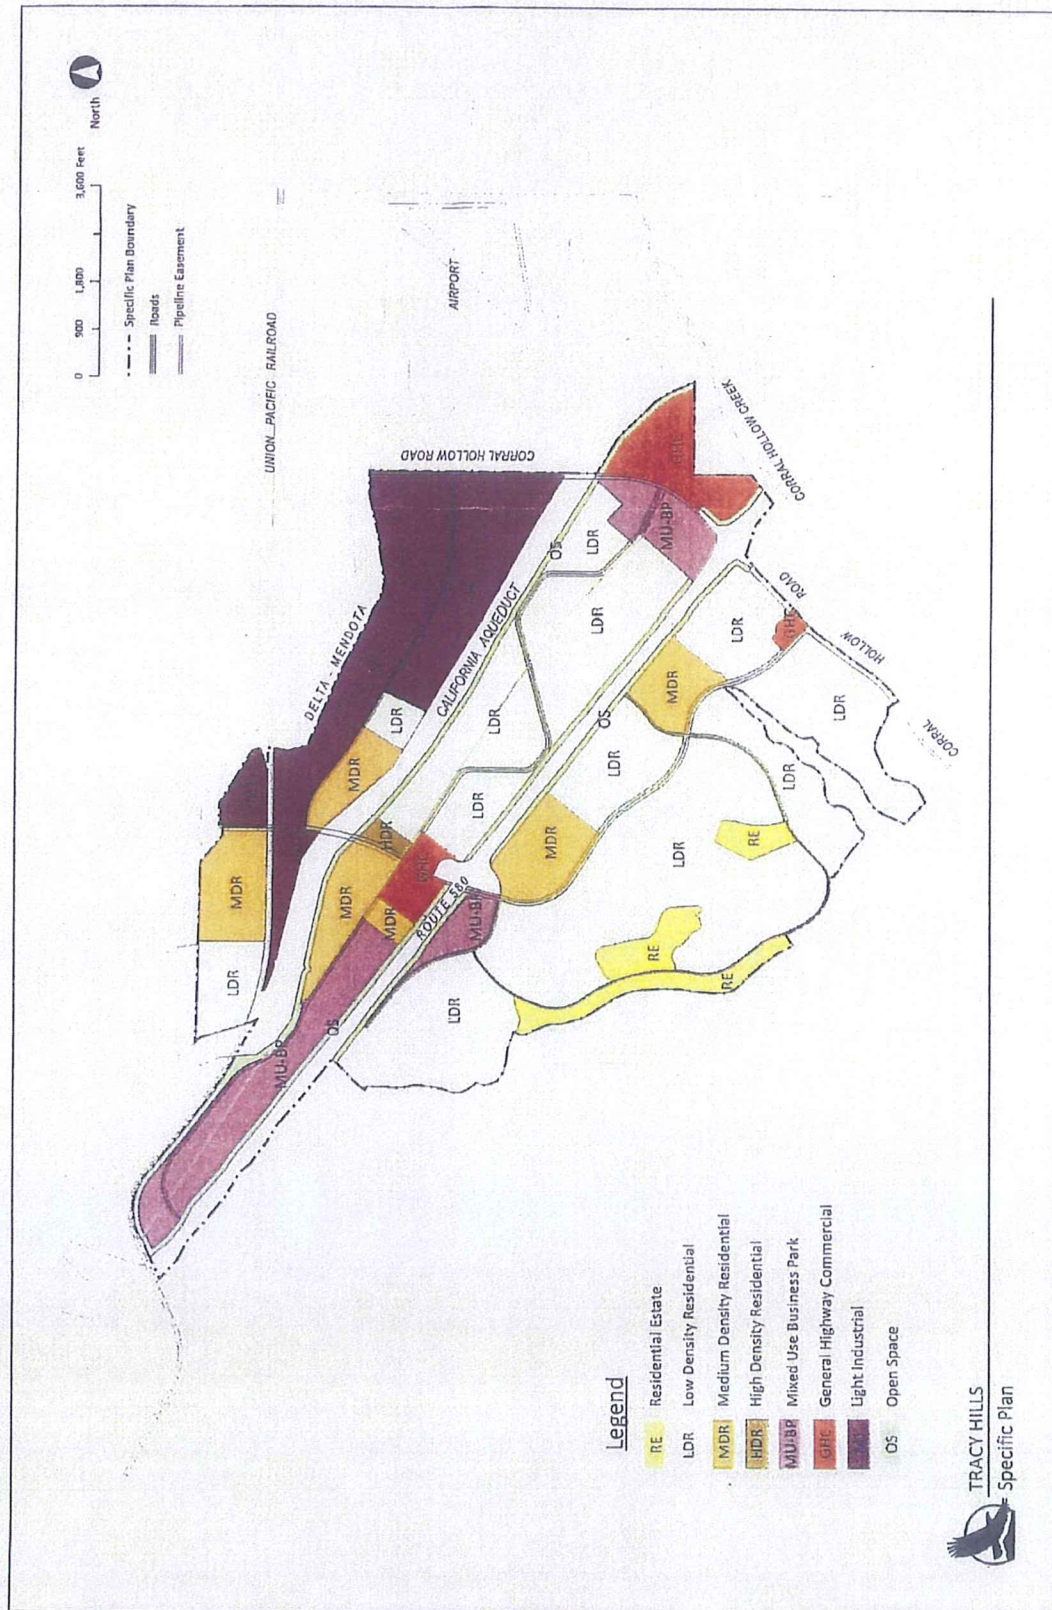 0 900 1,800 3,600 Feet
North
Specific Plan Boundary
Roads
Pipeline Easement
UNION PACIFIC RAILROAD
AIRPORT
CORRAL HOLLOW ROAD
DELTA - MENDOTA
CALIFORNIA AQUEDUCT
CORRAL HOLLOW CREEK
CORRAL
HOLLOW
ROAD
ROUTE 580
LDR
MDR
MDR
LDR
MDR
HDR
MDR
GHC
MU-BP
OS
MU-BP
LDR
LDR
LDR
LDR
OS
MU-BP
GHC
OS
LDR
MDR
MDR
LDR
GHC
LDR
LDR
LDR
LDR
RE
RE
RE
Legend
RE Residential Estate
LDR Low Density Residential
MDR Medium Density Residential
HDR High Density Residential
MU-BP Mixed Use Business Park
GHC General Highway Commercial
Light Industrial
OS Open Space
TRACY HILLS
Specific Plan